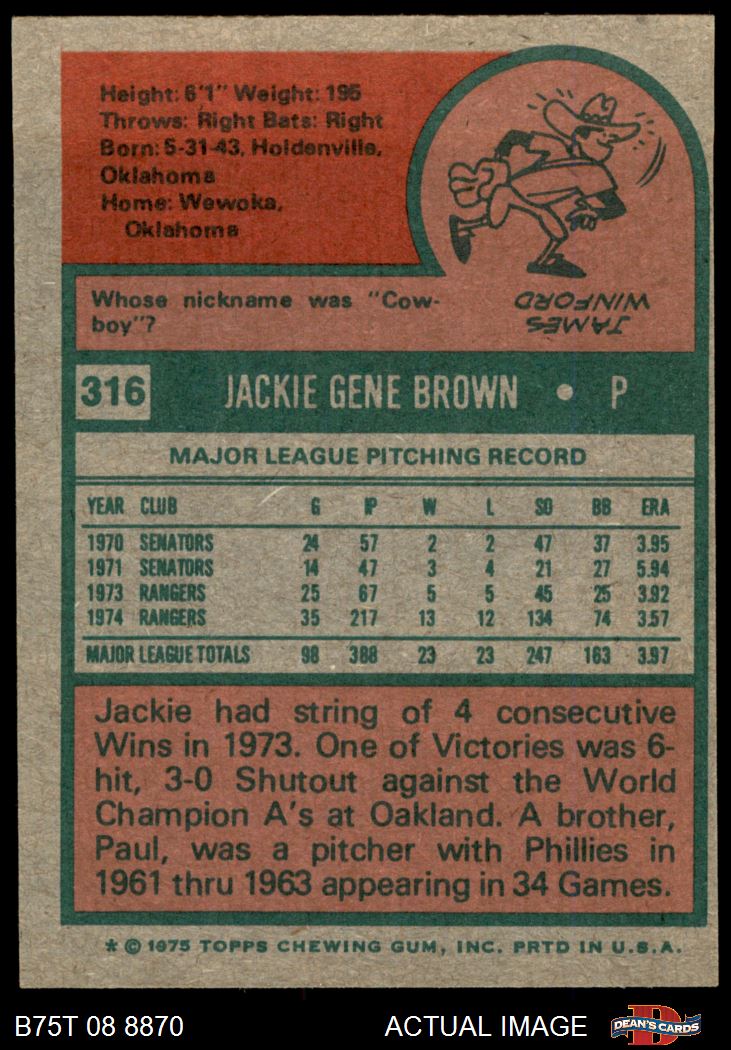 Height: 6'1" Weight: 195
Throws: Right Bats: Right
Born: 5-31-43, Holdenville,
Oklahoma
Home: Wewoka,
Oklahoma
Whose nickname was "Cow-
boy"?
JAMES
WINFORD
316 JACKIE GENE BROWN • P
MAJOR LEAGUE PITCHING RECORD
YEAR CLUB G IP W L SO BB ERA
1970 SENATORS 24 57 2 2 47 37 3.95
1971 SENATORS 14 47 3 4 21 27 5.94
1973 RANGERS 25 67 5 5 45 25 3.92
1974 RANGERS 35 217 13 12 134 74 3.57
MAJOR LEAGUE TOTALS 98 388 23 23 247 163 3.97
Jackie had string of 4 consecutive
Wins in 1973. One of Victories was 6-
hit, 3-0 Shutout against the World
Champion A's at Oakland. A brother,
Paul, was a pitcher with Phillies in
1961 thru 1963 appearing in 34 Games.
* © 1975 TOPPS CHEWING GUM, INC. PRTD IN U.S.A.
B75T 08 8870 ACTUAL IMAGE D DEAN'S CARDS